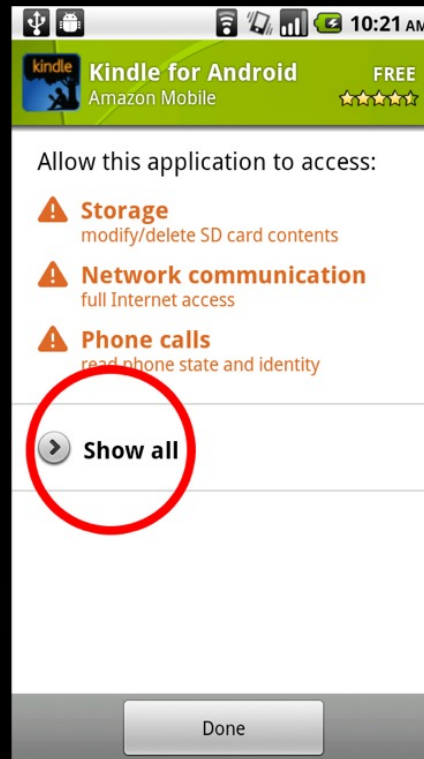 10:21 AM
kindle
Kindle for Android
FREE
Amazon Mobile
Allow this application to access:
Storage
modify/delete SD card contents
Network communication
full Internet access
Phone calls
read phone state and identity
Show all
Done